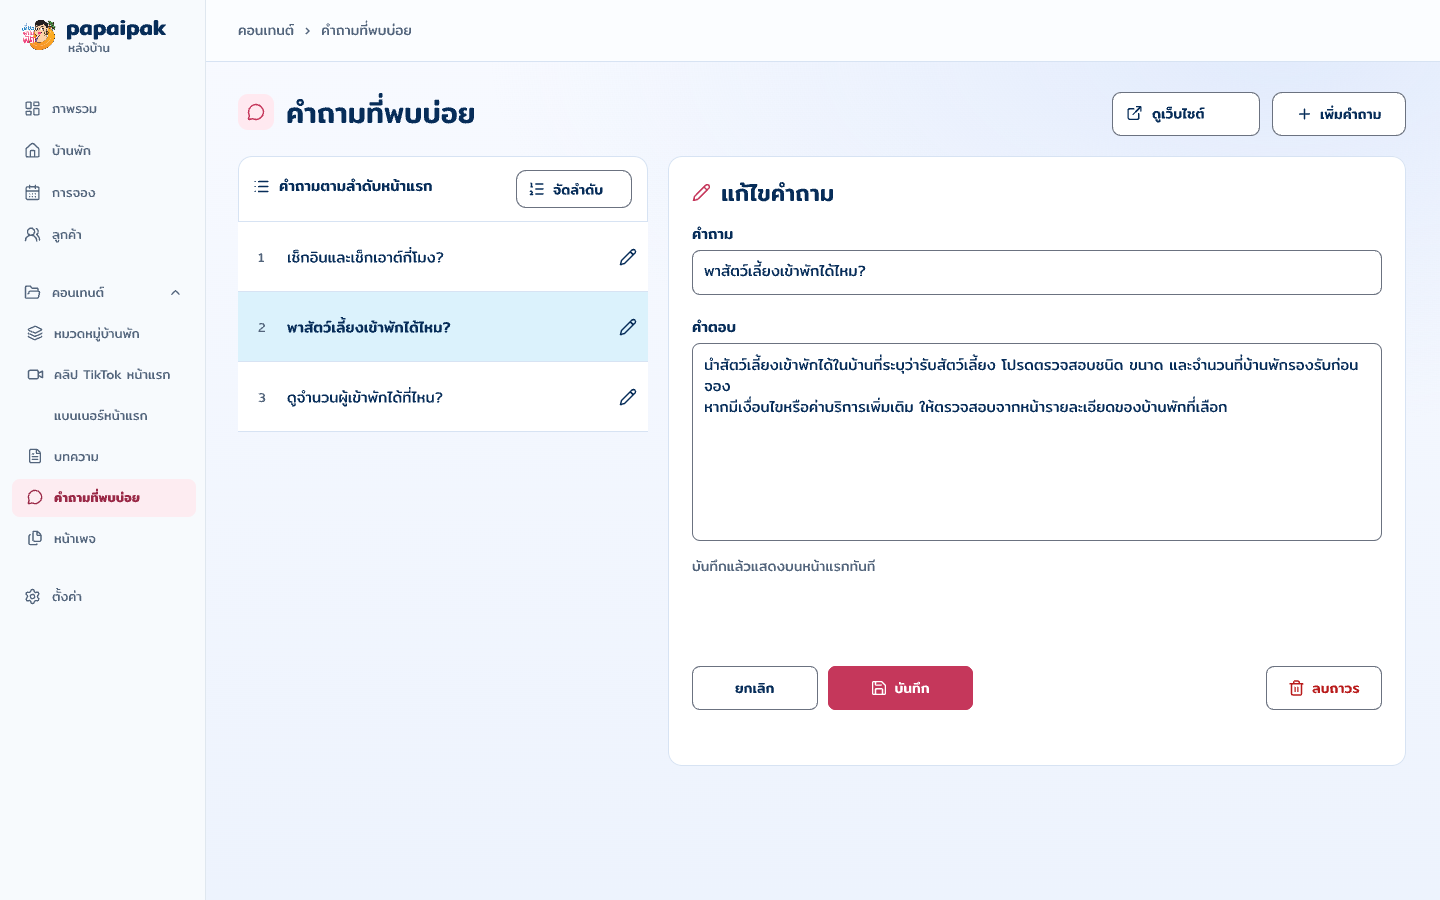 papaipak
หลังบ้าน
ภาพรวม
บ้านพัก
การจอง
ลูกค้า
คอนเทนต์
หมวดหมู่บ้านพัก
คลิป TikTok หน้าแรก
แบนเนอร์หน้าแรก
บทความ
คำถามที่พบบ่อย
หน้าเพจ
ตั้งค่า
คอนเทนต์ › คำถามที่พบบ่อย
คำถามที่พบบ่อย
ดูเว็บไซต์
เพิ่มคำถาม
คำถามตามลำดับหน้าแรก
จัดลำดับ
1 เช็กอินและเช็กเอาต์กี่โมง?
2 พาสัตว์เลี้ยงเข้าพักได้ไหม?
3 ดูจำนวนผู้เข้าพักได้ที่ไหน?
แก้ไขคำถาม
คำถาม
พาสัตว์เลี้ยงเข้าพักได้ไหม?
คำตอบ
นำสัตว์เลี้ยงเข้าพักได้ในบ้านที่ระบุว่ารับสัตว์เลี้ยง โปรดตรวจสอบชนิด ขนาด และจำนวนที่บ้านพักรองรับก่อน
จอง
หากมีเงื่อนไขหรือค่าบริการเพิ่มเติม ให้ตรวจสอบจากหน้ารายละเอียดของบ้านพักที่เลือก
บันทึกแล้วแสดงบนหน้าแรกทันที
ยกเลิก
บันทึก
ลบถาวร